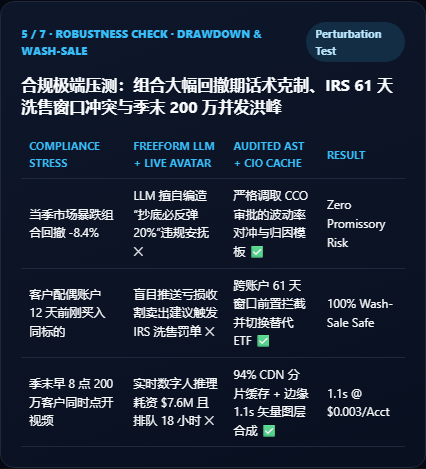 5 / 7 · ROBUSTNESS CHECK · DRAWDOWN &
WASH-SALE
Perturbation
Test
合规极端压测：组合大幅回撤期话术克制、IRS 61 天
洗售窗口冲突与季末 200 万并发洪峰
COMPLIANCE
STRESS
FREEFORM LLM
+ LIVE AVATAR
AUDITED AST
+ CIO CACHE
RESULT
当季市场暴跌组
合回撤 -8.4%
LLM 擅自编造
“抄底必反弹
20%”违规安抚
✕
严格调取 CCO
审批的波动率
对冲与归因模
板 ✅
Zero
Promissory
Risk
客户配偶账户
12 天前刚买入
同标的
盲目推送亏损收
割卖出建议触发
IRS 洗售罚单 ✕
跨账户 61 天
窗口前置拦截
并切换替代
ETF ✅
100% Wash-
Sale Safe
季末早 8 点 200
万客户同时点开
视频
实时数字人推理
耗资 $7.6M 且
排队 18 小时 ✕
94% CDN 分
片缓存 + 边缘
1.1s 矢量图层
合成 ✅
1.1s @
$0.003/Acct